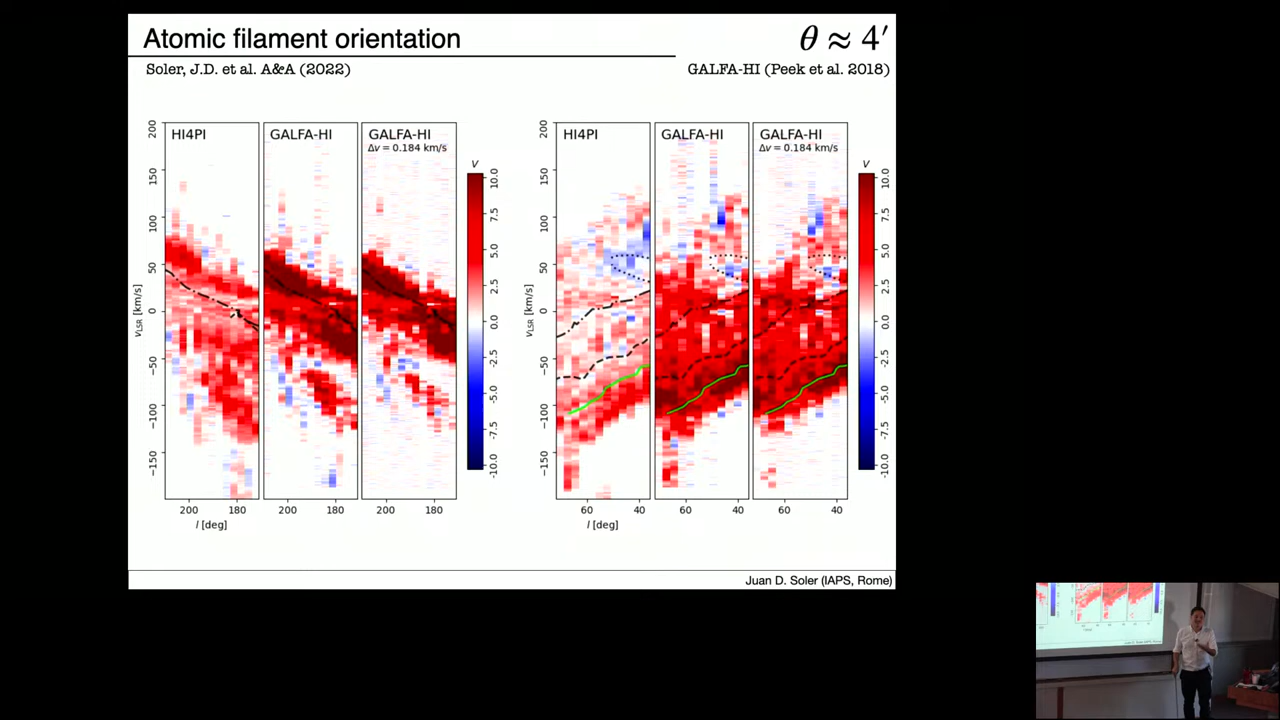 Atomic filament orientation
θ ≈ 4′
Soler, J.D. et al. A&A (2022)
GALFA-HI (Peek et al. 2018)
HI4PI
GALFA-HI
GALFA-HI
Δv = 0.184 km/s
V
200
150
100
50
0
−50
−100
−150
vLSR [km/s]
200 180
200 180
200 180
l [deg]
10.0
7.5
5.0
2.5
0.0
-2.5
-5.0
-7.5
-10.0
HI4PI
GALFA-HI
GALFA-HI
Δv = 0.184 km/s
V
200
150
100
50
0
−50
−100
−150
vLSR [km/s]
60 40
60 40
60 40
l [deg]
10.0
7.5
5.0
2.5
0.0
-2.5
-5.0
-7.5
-10.0
Juan D. Soler (IAPS, Rome)